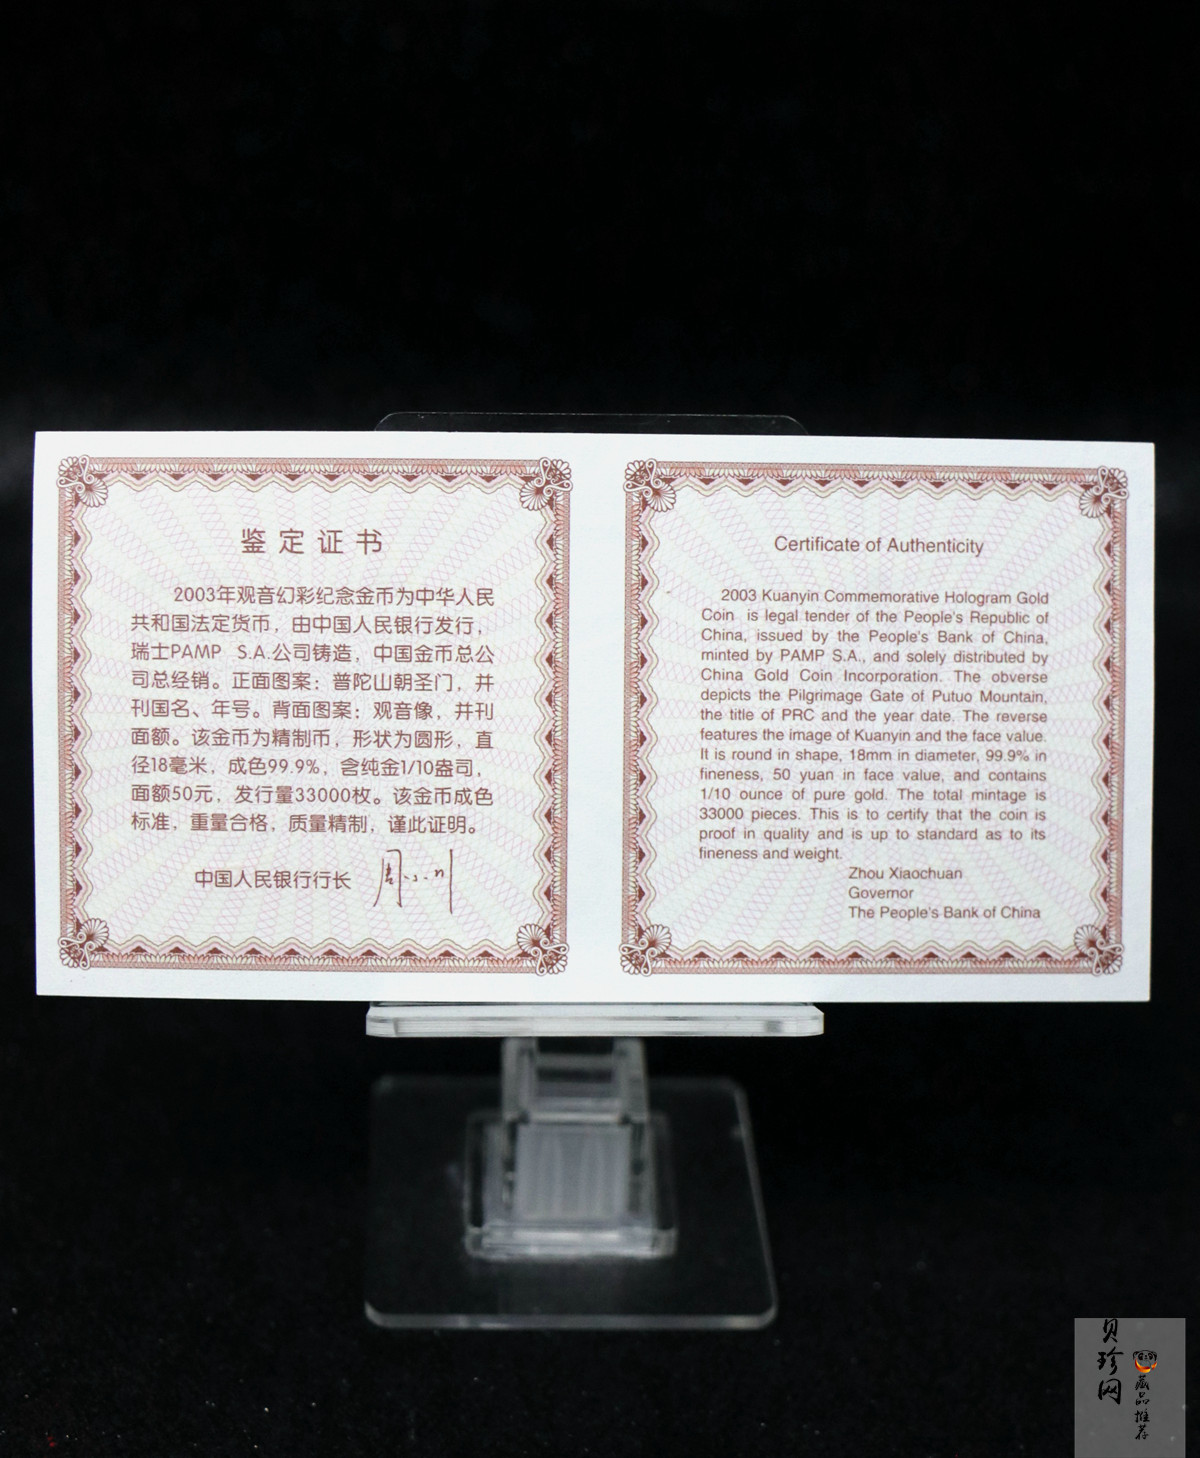 鉴定证书
2003年观音幻彩纪念金币为中华人民
共和国法定货币，由中国人民银行发行，
瑞士PAMP S.A.公司铸造，中国金币总公
司总经销。正面图案：普陀山朝圣门，并
刊国名、年号。背面图案：观音像，并刊
面额。该金币为精制币，形状为圆形，直
径18毫米，成色99.9%，含纯金1/10盎司，
面额50元，发行量33000枚。该金币成色
标准，重量合格，质量精制，谨此证明。
中国人民银行行长 周小川
Certificate of Authenticity
2003 Kuanyin Commemorative Hologram Gold
Coin is legal tender of the People's Republic of
China, issued by the People's Bank of China,
minted by PAMP S.A., and solely distributed by
China Gold Coin Incorporation. The obverse
depicts the Pilgrimage Gate of Putuo Mountain,
the title of PRC and the year date. The reverse
features the image of Kuanyin and the face value.
It is round in shape, 18mm in diameter, 99.9% in
fineness, 50 yuan in face value, and contains
1/10 ounce of pure gold. The total mintage is
33000 pieces. This is to certify that the coin is
proof in quality and is up to standard as to its
fineness and weight.
Zhou Xiaochuan
Governor
The People's Bank of China
贝珍网
藏品推荐